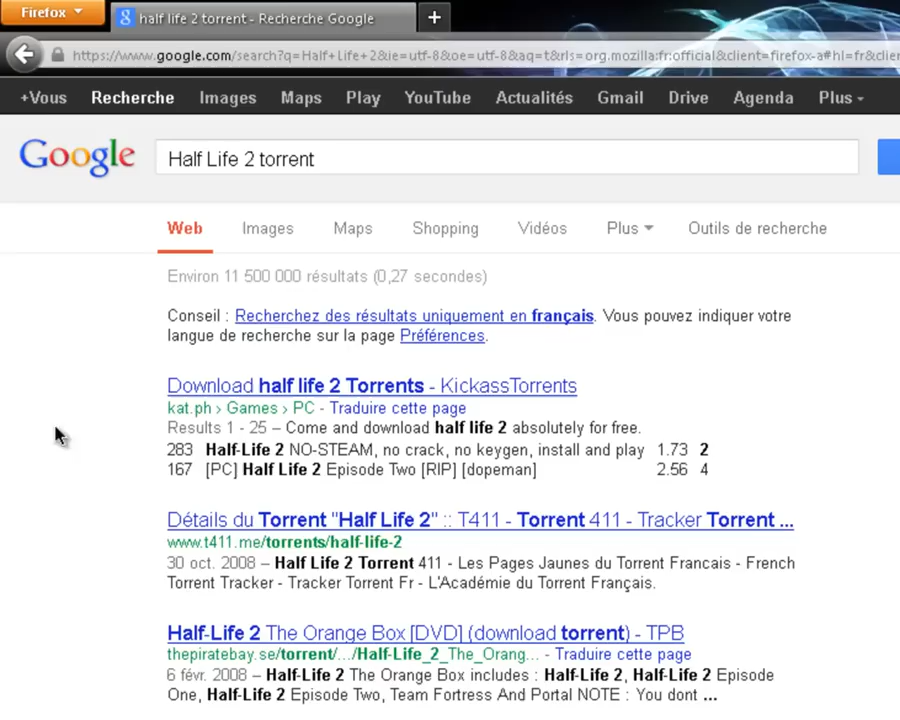 Firefox
half life 2 torrent - Recherche Google
https://www.google.com/search?q=Half+Life+2&ie=utf-8&oe=utf-8&aq=t&rls=org.mozilla:fr:official&client=firefox-a#hl=fr&clie
+Vous Recherche Images Maps Play YouTube Actualités Gmail Drive Agenda Plus
Google Half Life 2 torrent
Web Images Maps Shopping Vidéos Plus Outils de recherche
Environ 11 500 000 résultats (0,27 secondes)
Conseil : Recherchez des résultats uniquement en français. Vous pouvez indiquer votre
langue de recherche sur la page Préférences.
Download half life 2 Torrents - KickassTorrents
kat.ph › Games › PC - Traduire cette page
Results 1 - 25 – Come and download half life 2 absolutely for free.
283 Half-Life 2 NO-STEAM, no crack, no keygen, install and play 1.73 2
167 [PC] Half Life 2 Episode Two [RIP] [dopeman] 2.56 4
Détails du Torrent "Half Life 2" :: T411 - Torrent 411 - Tracker Torrent ...
www.t411.me/torrents/half-life-2
30 oct. 2008 – Half Life 2 Torrent 411 - Les Pages Jaunes du Torrent Francais - French
Torrent Tracker - Tracker Torrent Fr - L'Académie du Torrent Français.
Half-Life 2 The Orange Box [DVD] (download torrent) - TPB
thepiratebay.se/torrent/.../Half-Life_2_The_Orang... - Traduire cette page
6 févr. 2008 – Half-Life 2 The Orange Box includes : Half-Life 2, Half-Life 2 Episode
One, Half-Life 2 Episode Two, Team Fortress And Portal NOTE : You dont ...